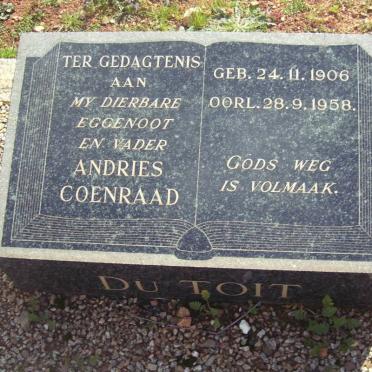 TER GEDAGTENIS
AAN
MY DIERBARE
EGGENOOT
EN VADER
ANDRIES
COENRAAD
GEB. 24.11.1906
OORL. 28.9.1958.
GODS WEG
IS VOLMAAK.
DU TOIT